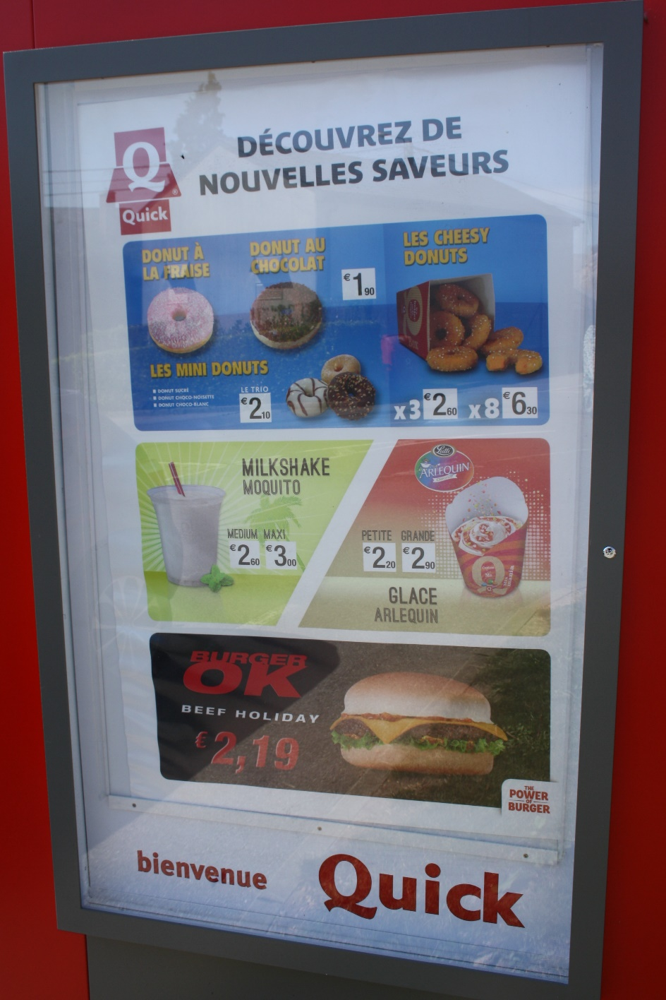 Q
Quick
DÉCOUVREZ DE
NOUVELLES SAVEURS
DONUT À
LA FRAISE
DONUT AU
CHOCOLAT
€1,90
LES CHEESY
DONUTS
LES MINI DONUTS
DONUT SUCRÉ
DONUT CHOCO-NOISETTE
DONUT CHOCO-BLANC
LE TRIO
€2,10
x3 €2,60 x8 €6,30
MILKSHAKE
MOQUITO
MEDIUM MAXI
€2,60 €3,00
Lutti
ARLEQUIN
PETITE GRANDE
€2,20 €2,90
GLACE
ARLEQUIN
BURGER
OK
BEEF HOLIDAY
€2,19
THE
POWER
OF
BURGER
bienvenue Quick